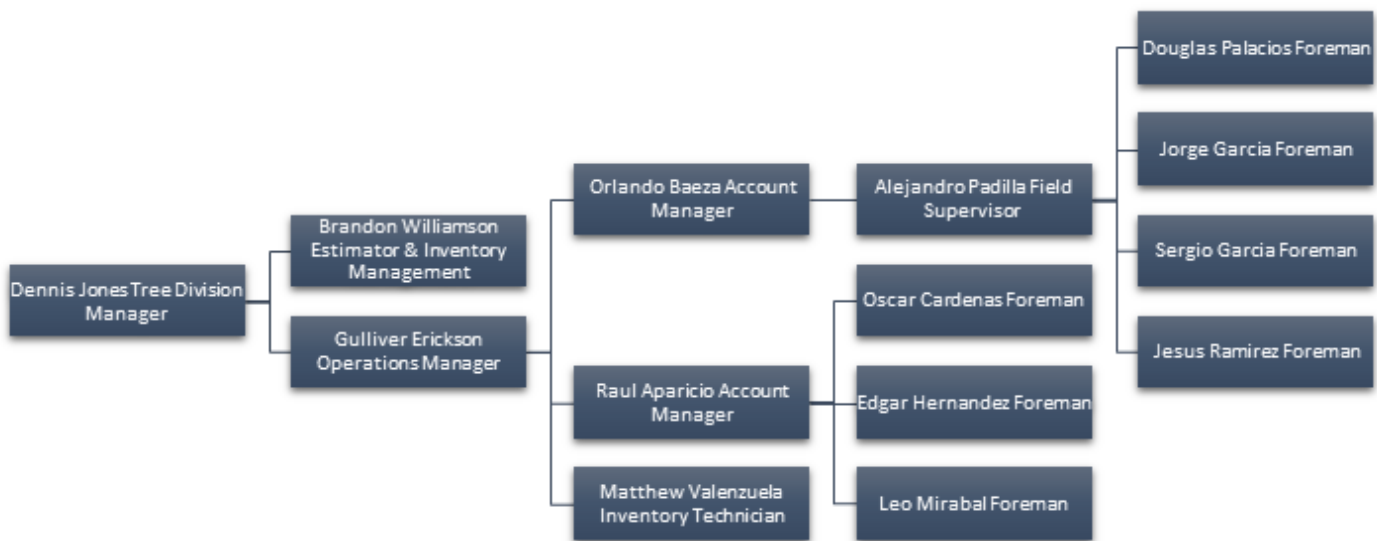 Dennis Jones Tree Division
Manager
Brandon Williamson
Estimator & Inventory
Management
Gulliver Erickson
Operations Manager
Orlando Baeza Account
Manager
Raul Aparicio Account
Manager
Matthew Valenzuela
Inventory Technician
Alejandro Padilla Field
Supervisor
Oscar Cardenas Foreman
Edgar Hernandez Foreman
Leo Mirabal Foreman
Douglas Palacios Foreman
Jorge Garcia Foreman
Sergio Garcia Foreman
Jesus Ramirez Foreman